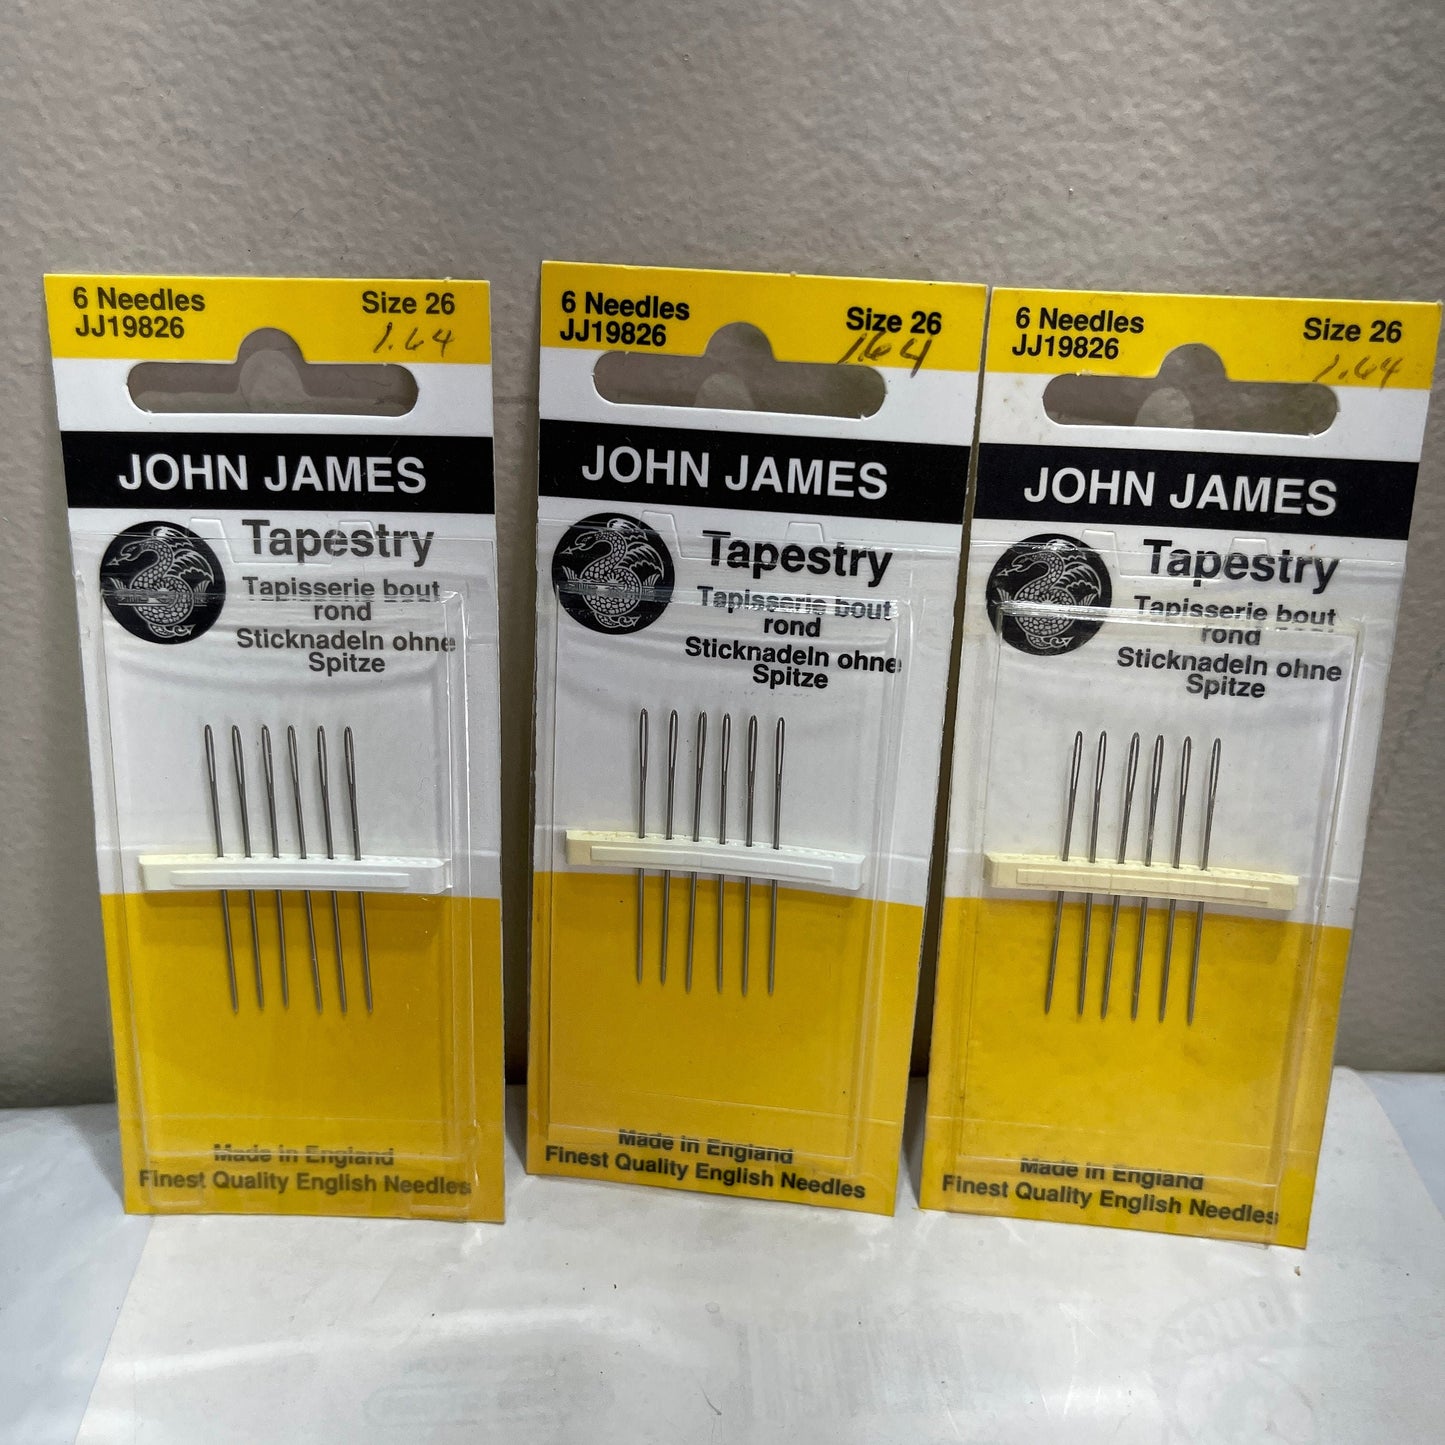 6 Needles
JJ19826
Size 26
1.64
JOHN JAMES
Tapestry
Tapisserie bout
rond
Sticknadeln ohne
Spitze
Made in England
Finest Quality English Needles
6 Needles
JJ19826
Size 26
1.64
JOHN JAMES
Tapestry
Tapisserie bout
rond
Sticknadeln ohne
Spitze
Made in England
Finest Quality English Needles
6 Needles
JJ19826
Size 26
1.64
JOHN JAMES
Tapestry
Tapisserie bout
rond
Sticknadeln ohne
Spitze
Made in England
Finest Quality English Needles